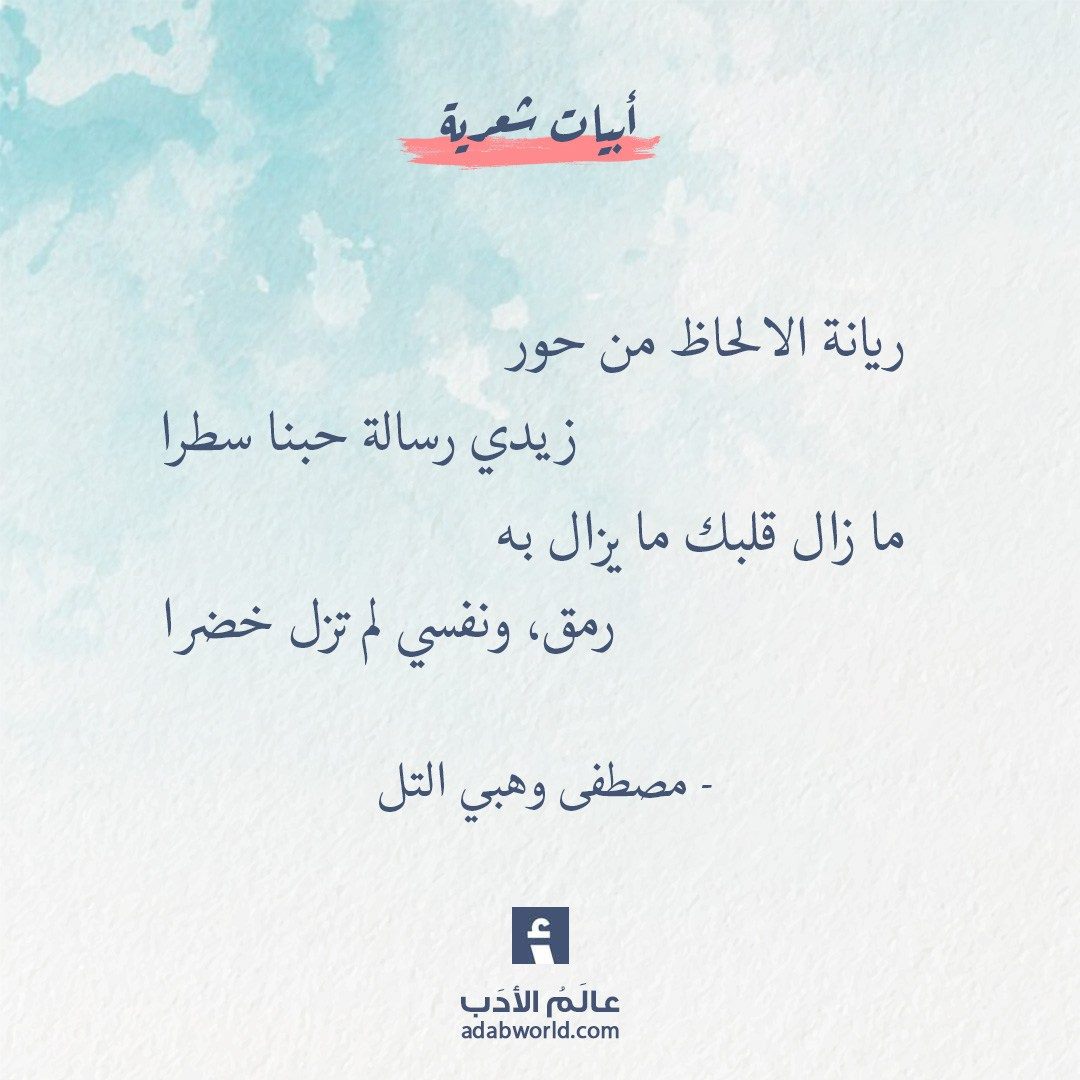 أبيات شعرية
ريانة الالحاظ من حور
زيدي رسالة حبنا سطرا
ما زال قلبك ما يزال به
رمق، ونفسي لم تزل خضرا
- مصطفى وهبي التل
أ
عالَمُ الأدَب
adabworld.com